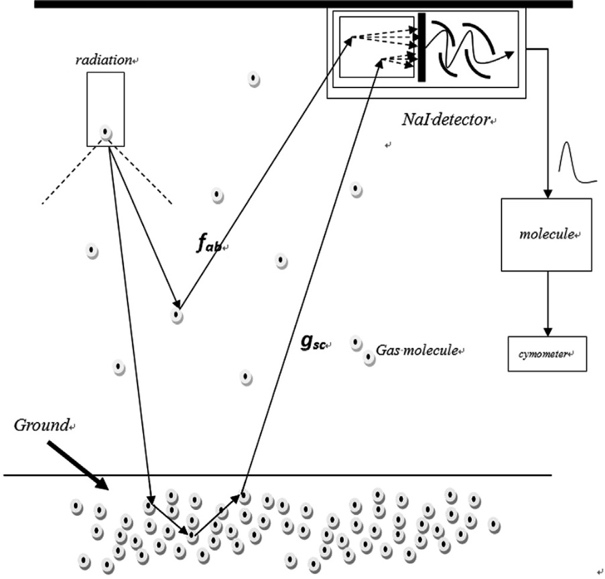 radiation↵
NaI·detector↵
↵
f_ab↵
molecule↵
g_sc↵
Gas·molecule↵
cymometer↵
Ground↵
↵